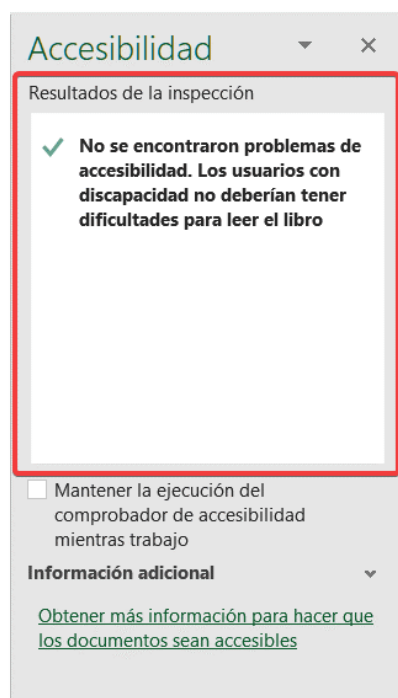 Accesibilidad
Resultados de la inspección
No se encontraron problemas de
accesibilidad. Los usuarios con
discapacidad no deberían tener
dificultades para leer el libro
Mantener la ejecución del
comprobador de accesibilidad
mientras trabajo
Información adicional
Obtener más información para hacer que
los documentos sean accesibles